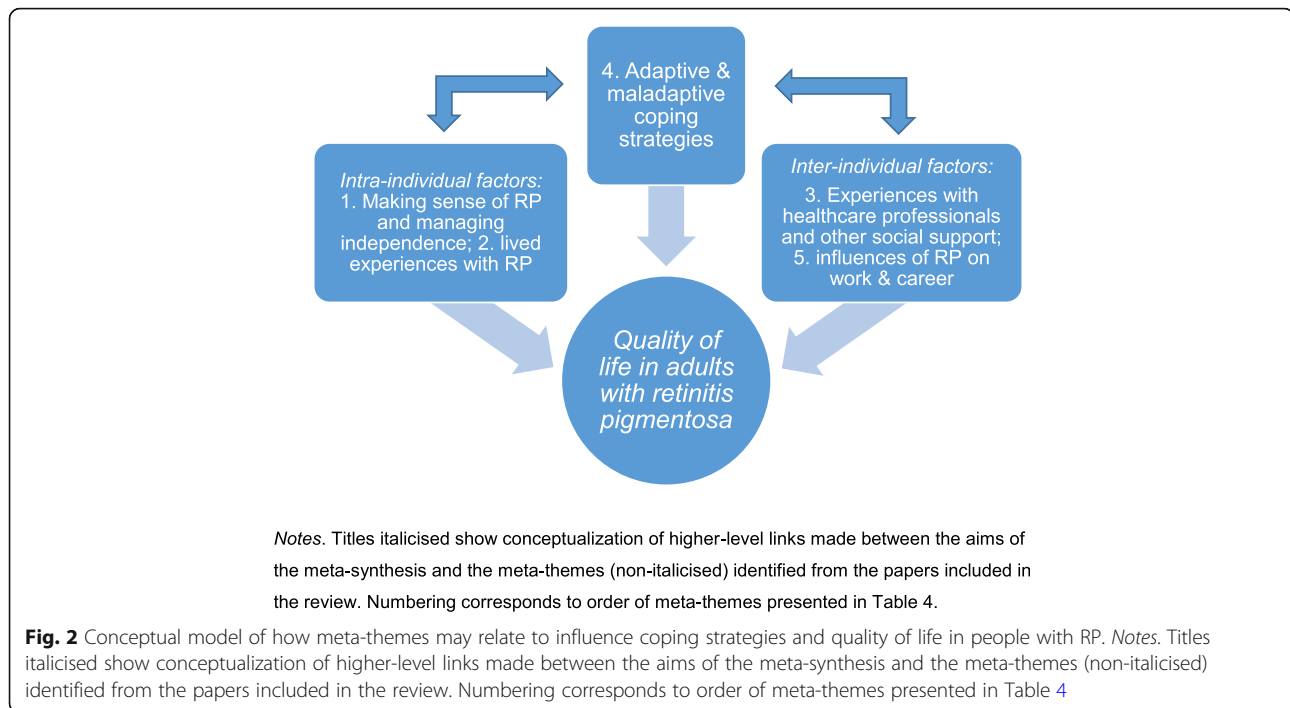 4. Adaptive &
maladaptive
coping
strategies
Intra-individual factors:
1. Making sense of RP
and managing
independence; 2. lived
experiences with RP
Inter-individual factors:
3. Experiences with
healthcare professionals
and other social support;
5. influences of RP on
work & career
Quality of
life in adults
with retinitis
pigmentosa
Notes. Titles italicised show conceptualization of higher-level links made between the aims of
the meta-synthesis and the meta-themes (non-italicised) identified from the papers included in
the review. Numbering corresponds to order of meta-themes presented in Table 4.
Fig. 2 Conceptual model of how meta-themes may relate to influence coping strategies and quality of life in people with RP. Notes. Titles
italicised show conceptualization of higher-level links made between the aims of the meta-synthesis and the meta-themes (non-italicised)
identified from the papers included in the review. Numbering corresponds to order of meta-themes presented in Table 4